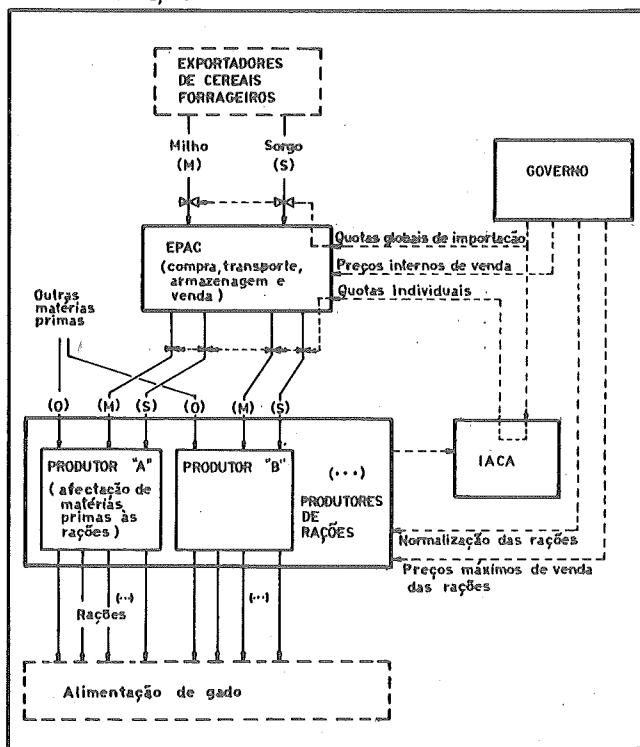 EXPORTADORES
DE CEREAIS
FORRAGEIROS
Milho
(M)
Sorgo
(S)
GOVERNO
EPAC
(compra, transporte,
armazenagem e
venda)
Quotas globais de importação
Preços internos de venda
Quotas individuais
Outras
matérias
primas
(O)
(M)
(S)
(O)
(M)
(S)
PRODUTOR "A"
(afectação de
matérias
primas às
rações)
PRODUTOR "B"
(...)
PRODUTORES
DE
RAÇÕES
IACA
Normalização das rações
Preços máximos de venda
das rações
(...)
Rações
(...)
Alimentação de gado